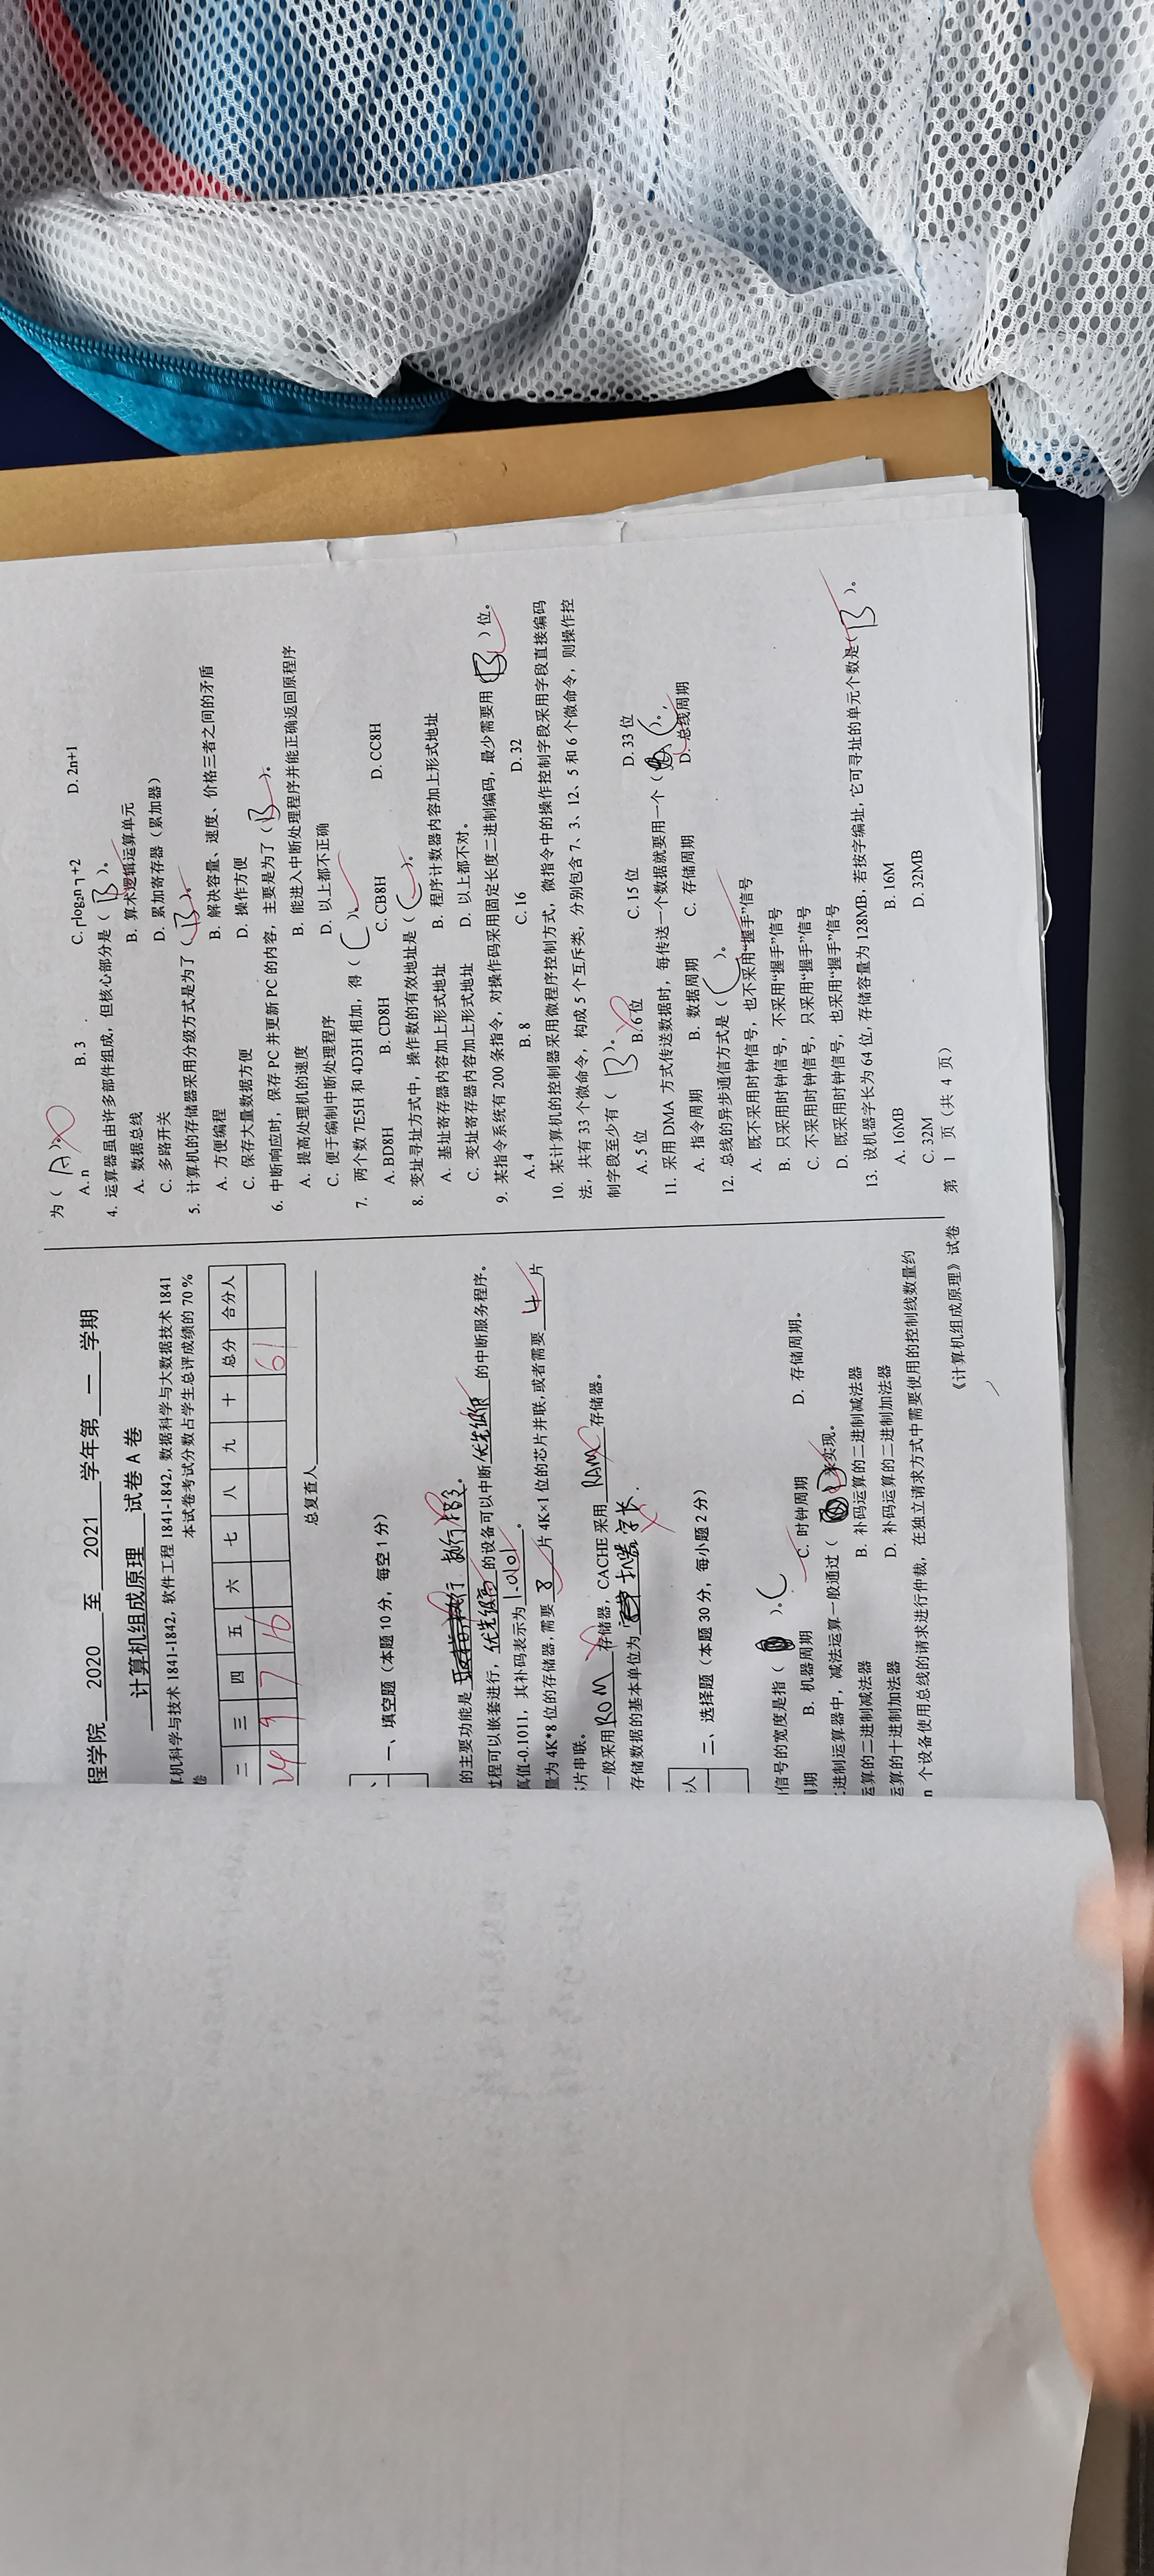 程学院 2020 至 2021 学年第 一 学期
计算机组成原理 试卷 A 卷
算机科学与技术 1841-1842，软件工程 1841-1842，数据科学与大数据技术 1841
卷 本试卷考试分数占学生总评成绩的 70 %
二 三 四 五 六 七 八 九 十 总分 合分人
24 9 7 16 61
总复查人
一、填空题（本题 10 分，每空 1 分）
的主要功能是 执行指令。
过程可以嵌套进行，优先级高的设备可以中断优先级低的中断服务程序。
真值-0.1011，其补码表示为1.0101。
量为 4K*8 位的存储器，需要 8 片 4K×1 位的芯片并联，或者需要 4 片
芯片串联。
一般采用ROM 存储器，CACHE 采用 RAM 存储器。
存储数据的基本单位为 机器字长.
人
二、选择题（本题 30 分，每小题 2 分）
信号的宽度是指（ ）。C
周期 B. 机器周期 C. 时钟周期 D. 存储周期。
二进制运算器中，减法运算一般通过（ D 来实现。
运算的二进制减法器 B. 补码运算的二进制减法器
运算的十进制加法器 D. 补码运算的二进制加法器
n 个设备使用总线的请求进行仲裁，在独立请求方式中需要使用的控制线数量约
为（ A ）。
A. n B. 3 C. ┌log₂n ┐+2 D. 2n+1
4. 运算器虽由许多部件组成，但核心部分是（ B ）。
A. 数据总线 B. 算术逻辑运算单元
C. 多路开关 D. 累加寄存器（累加器）
5. 计算机的存储器采用分级方式是为了（ B ）。
A. 方便编程 B. 解决容量、速度、价格三者之间的矛盾
C. 保存大量数据方便 D. 操作方便
6. 中断响应时，保存 PC 并更新 PC 的内容，主要是为了（ B ）。
A. 提高处理机的速度 B. 能进入中断处理程序并能正确返回原程序
C. 便于编制中断处理程序 D. 以上都不正确
7. 两个数 7E5H 和 4D3H 相加，得（ C ）。
A. BD8H B. CD8H C. CB8H D. CC8H
8. 变址寻址方式中，操作数的有效地址是（ C ）。
A. 基址寄存器内容加上形式地址 B. 程序计数器内容加上形式地址
C. 变址寄存器内容加上形式地址 D. 以上都不对。
9. 某指令系统有 200 条指令，对操作码采用固定长度二进制编码，最少需要用（ B ）位。
A. 4 B. 8 C. 16 D. 32
10. 某计算机的控制器采用微程序控制方式，微指令中的操作控制字段采用字段直接编码
法，共有 33 个微命令，构成 5 个互斥类，分别包含 7、3、12、5 和 6 个微命令，则操作控
制字段至少有（ B ）。
A. 5 位 B. 6 位 C. 15 位 D. 33 位
11. 采用 DMA 方式传送数据时，每传送一个数据就要用一个（ C ）。
A. 指令周期 B. 数据周期 C. 存储周期 D. 总线周期
12. 总线的异步通信方式是（ C ）。
A. 既不采用时钟信号，也不采用“握手”信号
B. 只采用时钟信号，不采用“握手”信号
C. 不采用时钟信号，只采用“握手”信号
D. 既采用时钟信号，也采用“握手”信号
13. 设机器字长为 64 位，存储容量为 128MB，若按字编址，它可寻址的单元个数是（ B ）。
A. 16MB B. 16M
C. 32M D. 32MB
《计算机组成原理》试卷 第 1 页（共 4 页）